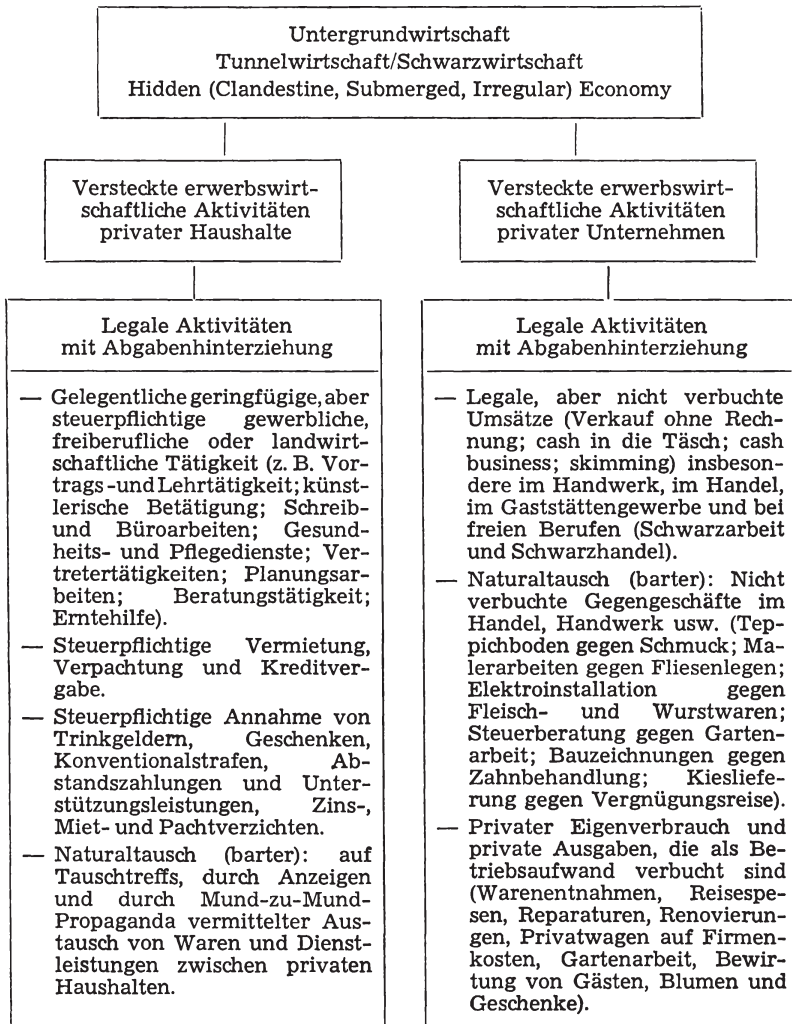 Untergrundwirtschaft
Tunnelwirtschaft/Schwarzwirtschaft
Hidden (Clandestine, Submerged, Irregular) Economy
Versteckte erwerbswirt-
schaftliche Aktivitäten
privater Haushalte
Legale Aktivitäten
mit Abgabenhinterziehung
— Gelegentliche geringfügige, aber
steuerpflichtige gewerbliche,
freiberufliche oder landwirt-
schaftliche Tätigkeit (z. B. Vor-
trags- und Lehrtätigkeit; künst-
lerische Betätigung; Schreib-
und Büroarbeiten; Gesund-
heits- und Pflegedienste; Ver-
tretertätigkeiten; Planungsar-
beiten; Beratungstätigkeit;
Erntehilfe).
— Steuerpflichtige Vermietung,
Verpachtung und Kreditver-
gabe.
— Steuerpflichtige Annahme von
Trinkgeldern, Geschenken,
Konventionalstrafen, Ab-
standszahlungen und Unter-
stützungsleistungen, Zins-,
Miet- und Pachtverzichten.
— Naturaltausch (barter): auf
Tauschtreffs, durch Anzeigen
und durch Mund-zu-Mund-
Propaganda vermittelter Aus-
tausch von Waren und Dienst-
leistungen zwischen privaten
Haushalten.
Versteckte erwerbswirt-
schaftliche Aktivitäten
privater Unternehmen
Legale Aktivitäten
mit Abgabenhinterziehung
— Legale, aber nicht verbuchte
Umsätze (Verkauf ohne Rech-
nung; cash in die Täsch; cash
business; skimming) insbeson-
dere im Handwerk, im Handel,
im Gaststättengewerbe und bei
freien Berufen (Schwarzarbeit
und Schwarzhandel).
— Naturaltausch (barter): Nicht
verbuchte Gegengeschäfte im
Handel, Handwerk usw. (Tep-
pichboden gegen Schmuck; Ma-
lerarbeiten gegen Fliesenlegen;
Elektroinstallation gegen
Fleisch- und Wurstwaren;
Steuerberatung gegen Garten-
arbeit; Bauzeichnungen gegen
Zahnbehandlung; Kiesliefe-
rung gegen Vergnügungsreise).
— Privater Eigenverbrauch und
private Ausgaben, die als Be-
triebsaufwand verbucht sind
(Warenentnahmen, Reisespe-
sen, Reparaturen, Renovierun-
gen, Privatwagen auf Firmen-
kosten, Gartenarbeit, Bewir-
tung von Gästen, Blumen und
Geschenke).